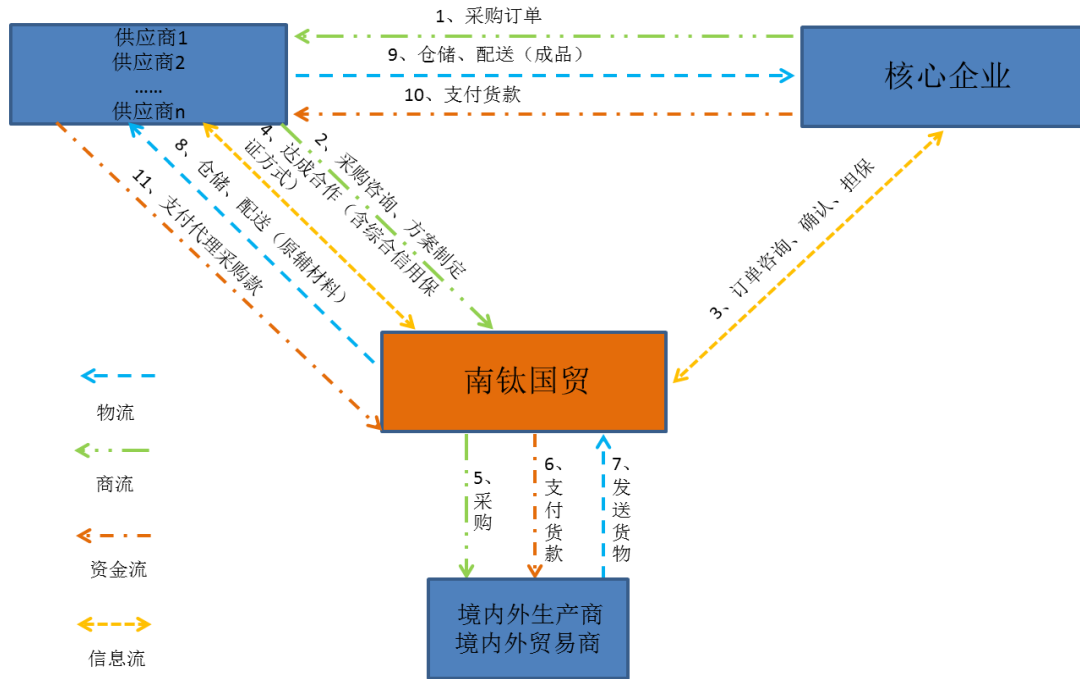 1、采购订单
供应商1
供应商2
……
供应商n
9、仓储、配送（成品）
核心企业
10、支付货款
2、采购咨询、方案制定
4、达成合作（含综合信用保
证方式）
8、仓储、配送（原辅材料）
11、支付代理采购款
3、订单咨询、确认、担保
南钛国贸
物流
商流
资金流
信息流
5、
采
购
6、
支
付
货
款
7、
发
送
货
物
境内外生产商
境内外贸易商